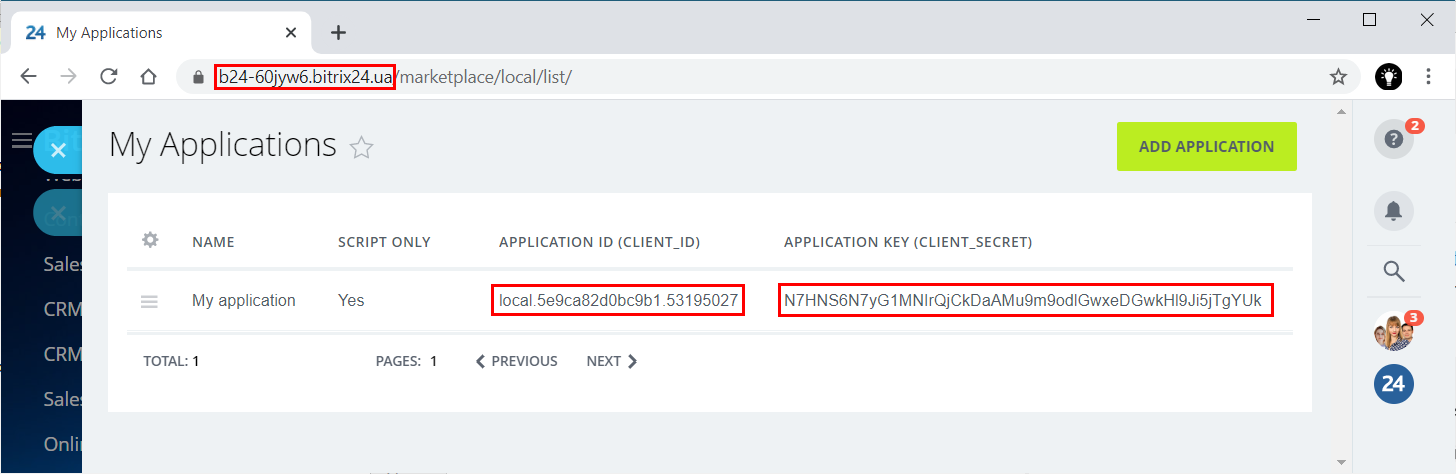 24 My Applications
b24-60jyw6.bitrix24.ua/marketplace/local/list/
My Applications
ADD APPLICATION
2
NAME SCRIPT ONLY APPLICATION ID (CLIENT_ID) APPLICATION KEY (CLIENT_SECRET)
Sales
CRM
My application Yes local.5e9ca82d0bc9b1.53195027 N7HNS6N7yG1MNIrQjCkDaAMu9m9odlGwxeDGwkHl9Ji5jTgYUk
3
CRM
TOTAL: 1 PAGES: 1 PREVIOUS NEXT
24
Sales
Onli